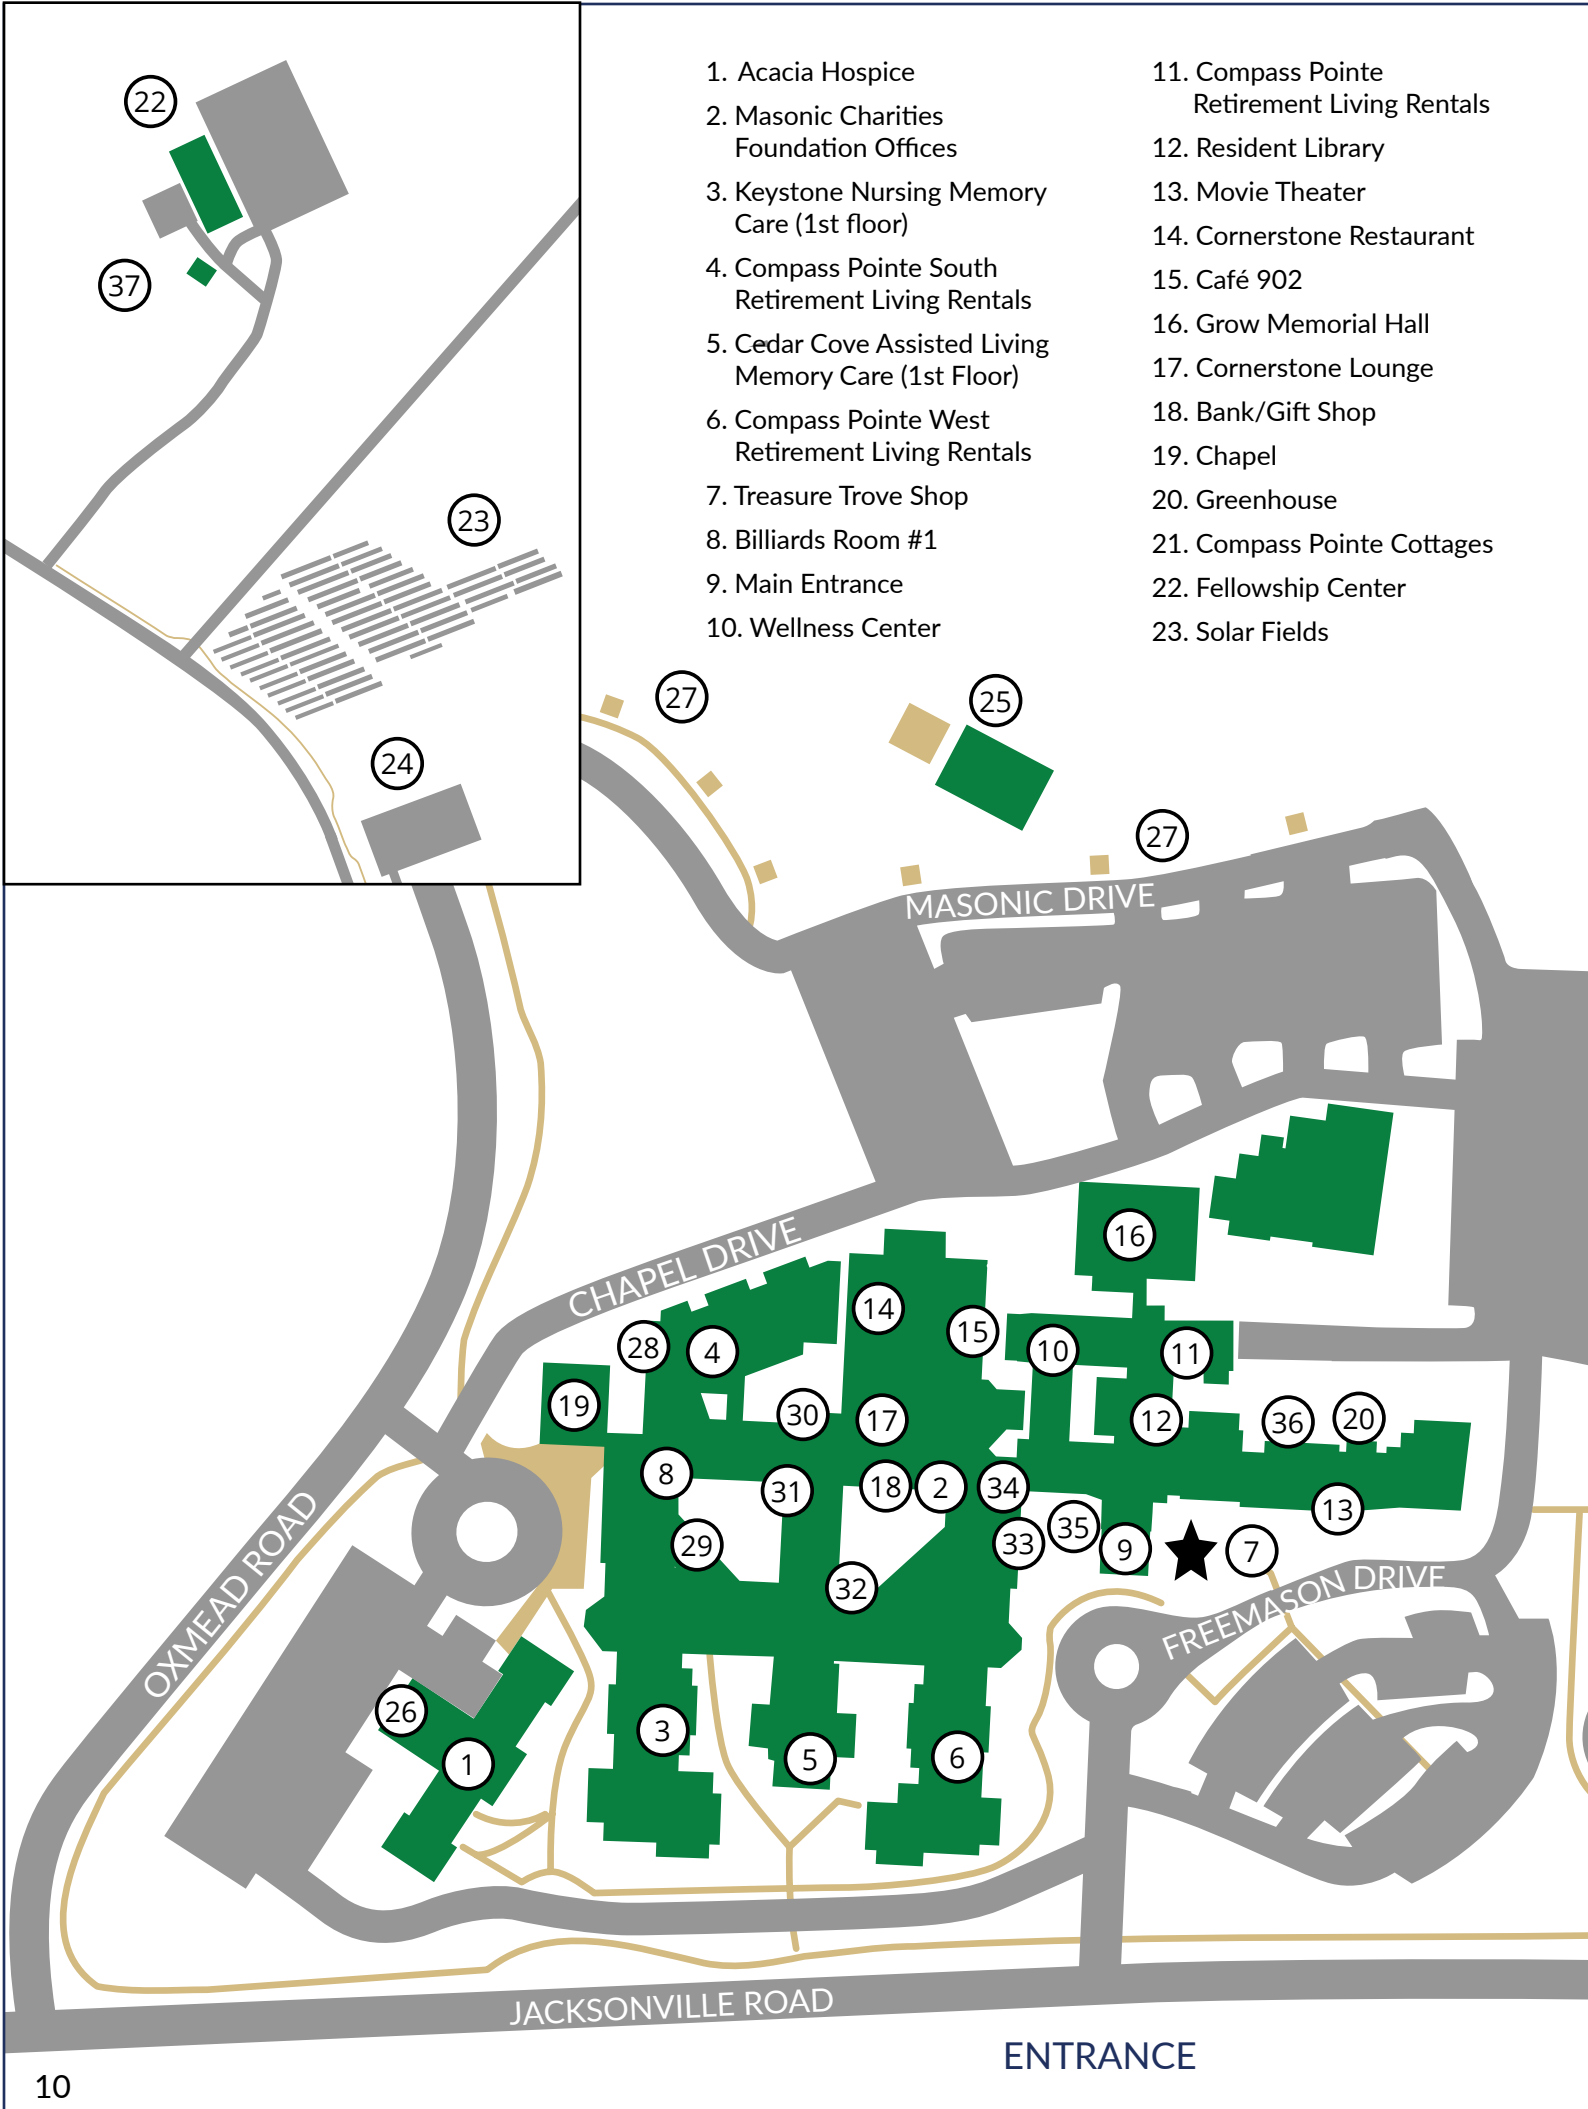 1. Acacia Hospice
2. Masonic Charities
Foundation Offices
3. Keystone Nursing Memory
Care (1st floor)
4. Compass Pointe South
Retirement Living Rentals
5. Cedar Cove Assisted Living
Memory Care (1st Floor)
6. Compass Pointe West
Retirement Living Rentals
7. Treasure Trove Shop
8. Billiards Room #1
9. Main Entrance
10. Wellness Center
11. Compass Pointe
Retirement Living Rentals
12. Resident Library
13. Movie Theater
14. Cornerstone Restaurant
15. Café 902
16. Grow Memorial Hall
17. Cornerstone Lounge
18. Bank/Gift Shop
19. Chapel
20. Greenhouse
21. Compass Pointe Cottages
22. Fellowship Center
23. Solar Fields
22
37
23
24
27
25
27
MASONIC DRIVE
CHAPEL DRIVE
16
14
15
28
4
10
11
19
30
17
12
36
20
8
31
18
2
34
13
29
33
35
9
7
32
FREEMASON DRIVE
OXMEAD ROAD
26
1
3
5
6
JACKSONVILLE ROAD
ENTRANCE
10